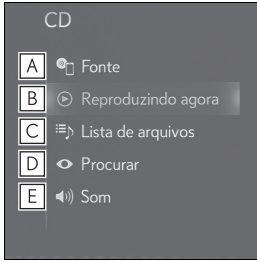 CD
A Fonte
B Reproduzindo agora
C Lista de arquivos
D Procurar
E Som